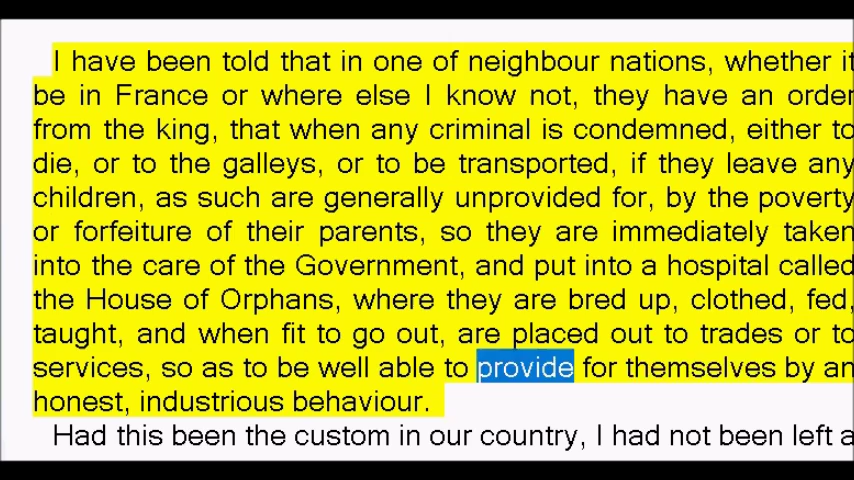 I have been told that in one of neighbour nations, whether it
be in France or where else I know not, they have an order
from the king, that when any criminal is condemned, either to
die, or to the galleys, or to be transported, if they leave any
children, as such are generally unprovided for, by the poverty
or forfeiture of their parents, so they are immediately taken
into the care of the Government, and put into a hospital called
the House of Orphans, where they are bred up, clothed, fed,
taught, and when fit to go out, are placed out to trades or to
services, so as to be well able to provide for themselves by an
honest, industrious behaviour.
Had this been the custom in our country, I had not been left a